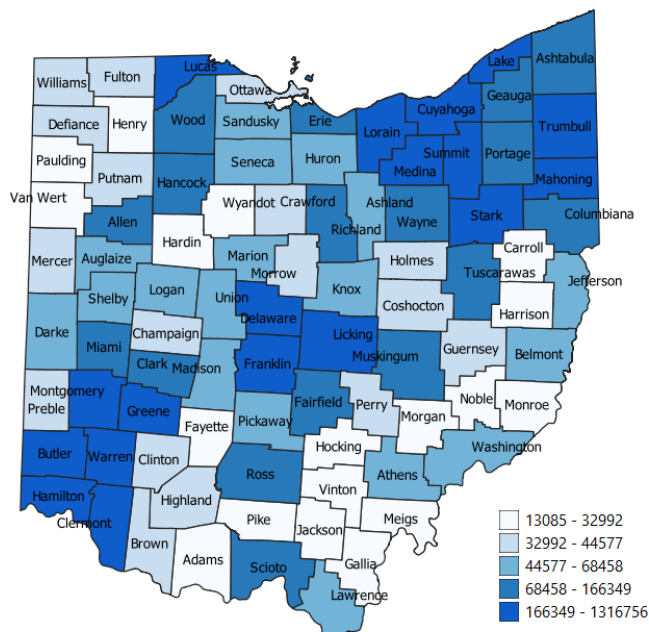 Lake
Ashtabula
Lucas
Williams
Fulton
Ottawa
Geauga
Cuyahoga
Defiance
Henry
Wood
Sandusky
Erie
Lorain
Trumbull
Paulding
Putnam
Seneca
Huron
Medina
Summit
Portage
Hancock
Mahoning
Van Wert
Wyandot
Crawford
Ashland
Allen
Richland
Wayne
Stark
Columbiana
Hardin
Mercer
Auglaize
Marion
Morrow
Holmes
Tuscarawas
Carroll
Jefferson
Shelby
Logan
Union
Knox
Coshocton
Harrison
Delaware
Darke
Champaign
Licking
Miami
Clark
Madison
Franklin
Muskingum
Guernsey
Belmont
Montgomery
Preble
Greene
Fairfield
Perry
Noble
Monroe
Fayette
Pickaway
Morgan
Hocking
Washington
Butler
Warren
Clinton
Ross
Athens
Hamilton
Highland
Vinton
Clermont
Pike
Jackson
Meigs
Brown
Adams
Scioto
Gallia
Lawrence
13085 - 32992
32992 - 44577
44577 - 68458
68458 - 166349
166349 - 1316756